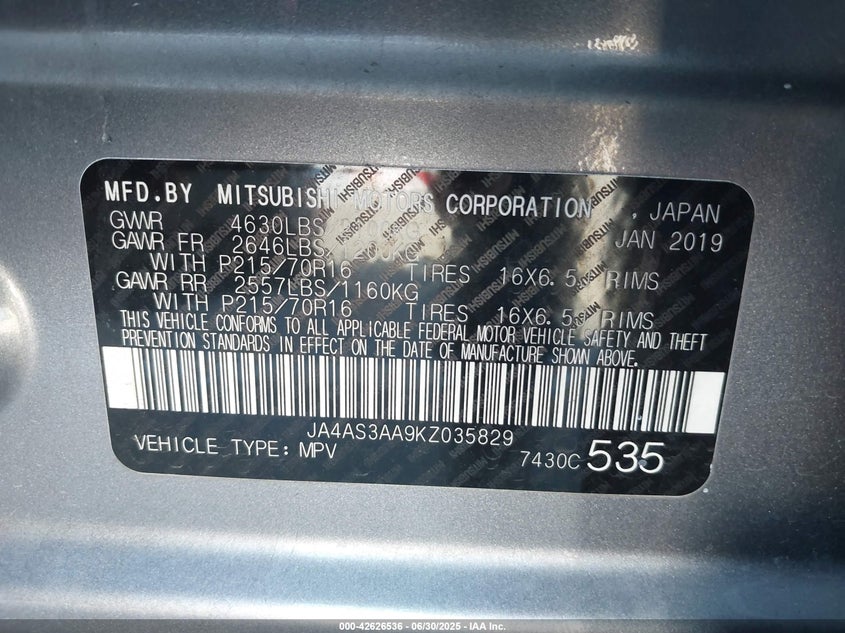 MFD.BY MITSUBISHI MOTORS CORPORATION , JAPAN
GVWR 4630LBS JAN 2019
GAWR FR 2646LBS/1200KG
WITH P215/70R16 TIRES 16X6.5 RIMS
GAWR RR 2557LBS/1160KG
WITH P215/70R16 TIRES 16X6.5 RIMS
THIS VEHICLE CONFORMS TO ALL APPLICABLE FEDERAL MOTOR VEHICLE SAFETY AND THEFT
PREVENTION STANDARDS IN EFFECT ON THE DATE OF MANUFACTURE SHOWN ABOVE.
JA4AS3AA9KZ035829
VEHICLE TYPE: MPV 7430C 535
000-42626536 - 06/30/2025 - IAA Inc.